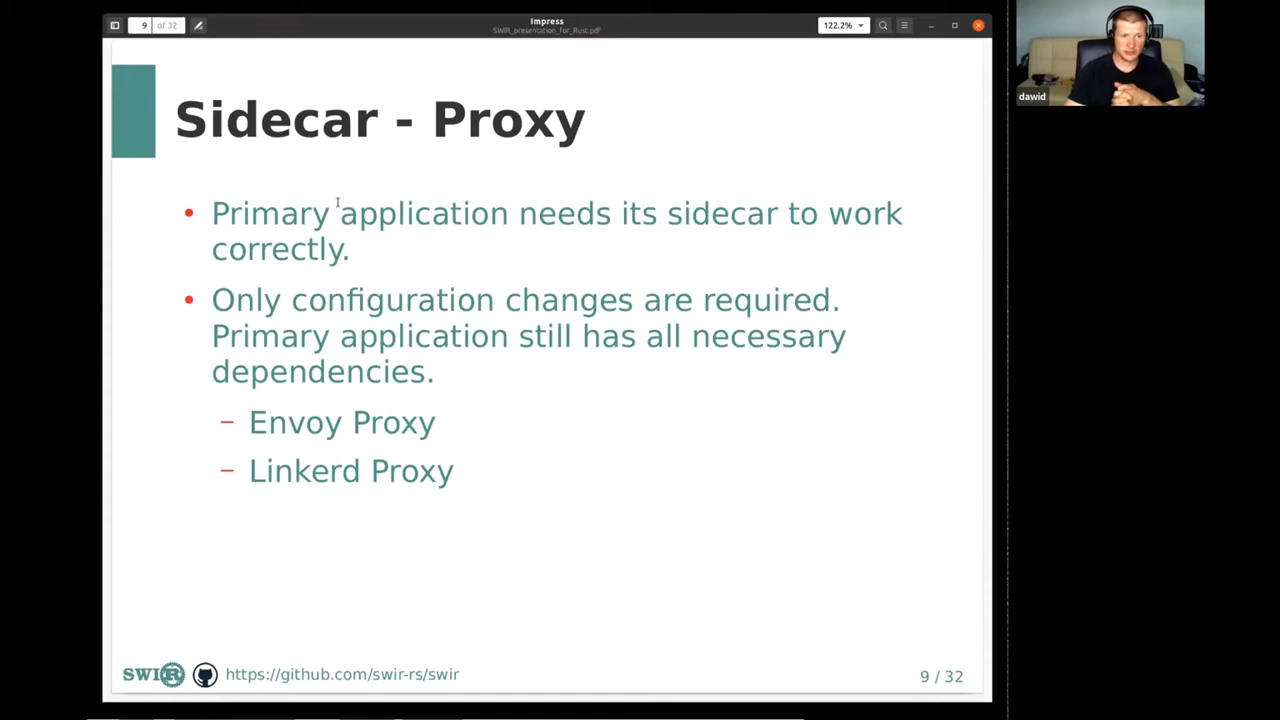 9 of 32
Impress
SWIR_presentation_for_Rust.pdf
122.2%
Sidecar - Proxy
• Primary application needs its sidecar to work
correctly.
• Only configuration changes are required.
Primary application still has all necessary
dependencies.
– Envoy Proxy
– Linkerd Proxy
SWIR https://github.com/swir-rs/swir
9 / 32
dawid